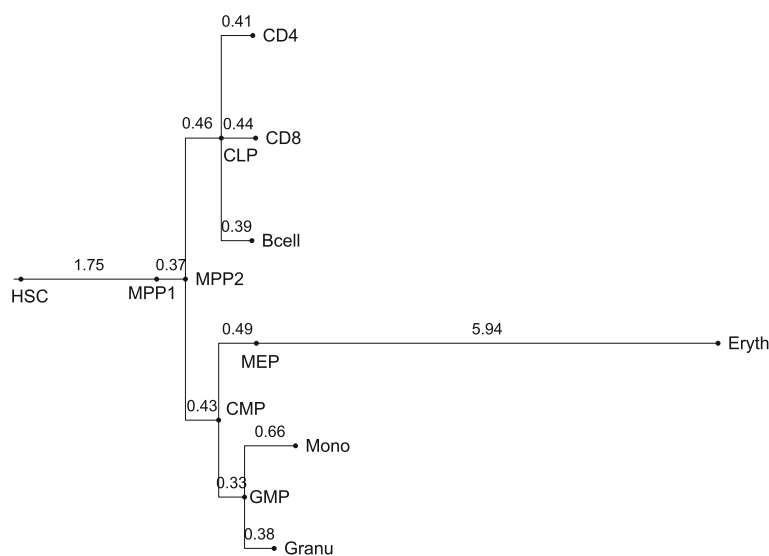 0.41
CD4
0.46 0.44
CD8
CLP
0.39
Bcell
1.75 0.37
MPP2
HSC MPP1
0.49 5.94
Eryth
MEP
0.43 CMP
0.66
Mono
0.33
GMP
0.38
Granu